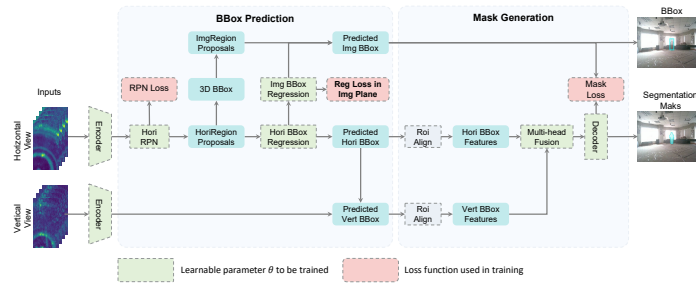 BBox Prediction
Mask Generation
BBox
ImgRegion
Proposals
Predicted
Img BBox
Inputs
RPN Loss
3D BBox
Img BBox
Regression
Reg Loss in
Img Plane
Mask
Loss
Segmentation
Maks
Horizontal
View
Encoder
Hori
RPN
HoriRegion
Proposals
Hori BBox
Regression
Predicted
Hori BBox
Roi
Align
Hori BBox
Features
Multi-head
Fusion
Decoder
Vertical
View
Encoder
Predicted
Vert BBox
Roi
Align
Vert BBox
Features
Learnable parameter θ to be trained
Loss function used in training